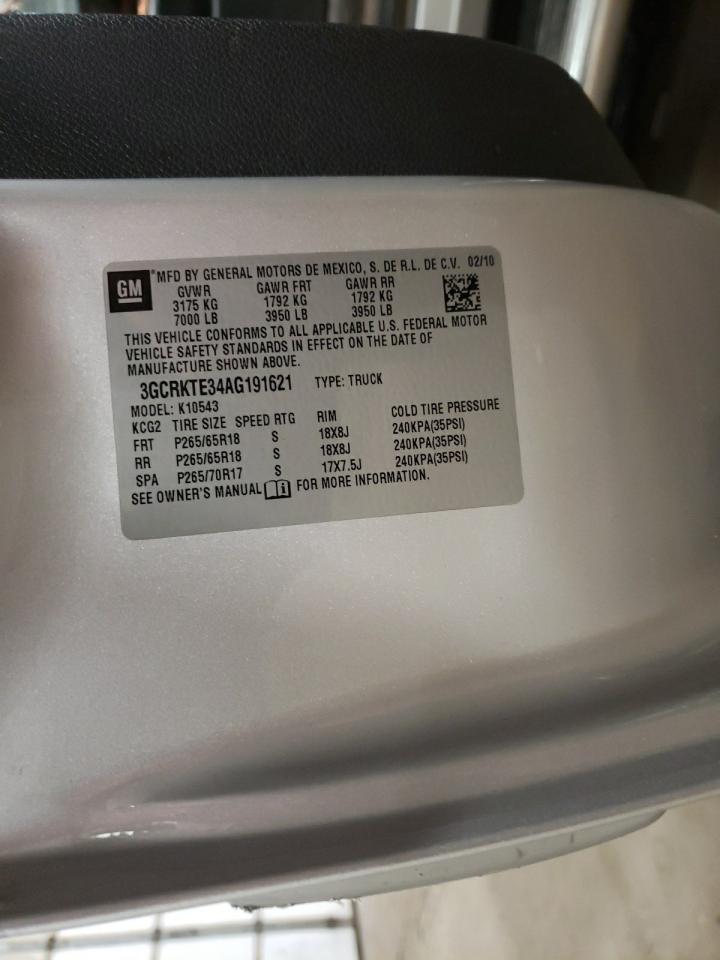 GM
*MFD BY GENERAL MOTORS DE MEXICO, S. DE R.L. DE C.V. 02/10
GVWR GAWR FRT GAWR RR
3175 KG 1792 KG 1792 KG
7000 LB 3950 LB 3950 LB
THIS VEHICLE CONFORMS TO ALL APPLICABLE U.S. FEDERAL MOTOR
VEHICLE SAFETY STANDARDS IN EFFECT ON THE DATE OF
MANUFACTURE SHOWN ABOVE.
3GCRKTE34AG191621 TYPE: TRUCK
MODEL: K10543
KCG2 TIRE SIZE SPEED RTG RIM COLD TIRE PRESSURE
FRT P265/65R18 S 18X8J 240KPA(35PSI)
RR P265/65R18 S 18X8J 240KPA(35PSI)
SPA P265/70R17 S 17X7.5J 240KPA(35PSI)
SEE OWNER'S MANUAL i FOR MORE INFORMATION.